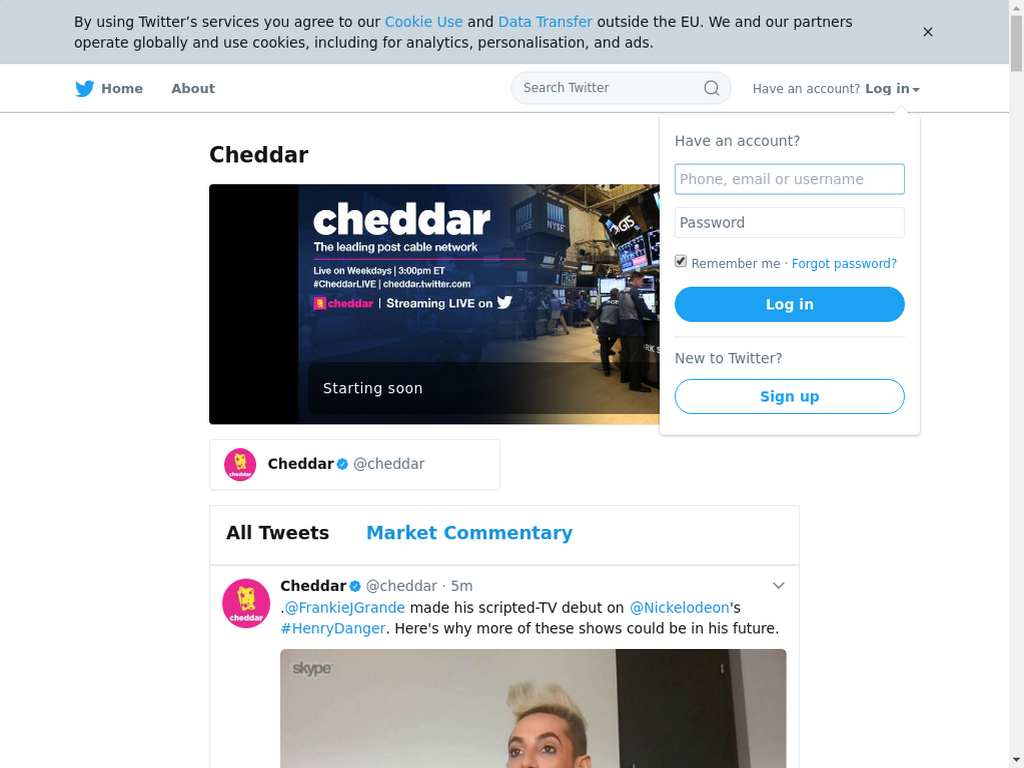 By using Twitter’s services you agree to our Cookie Use and Data Transfer outside the EU. We and our partners
operate globally and use cookies, including for analytics, personalisation, and ads.
Home About Search Twitter Have an account? Log in
Cheddar
cheddar
The leading post cable network
Live on Weekdays | 3:00pm ET
#CheddarLIVE | cheddar.twitter.com
cheddar | Streaming LIVE on
NYSE
NYSE
GTS
Starting soon
Have an account?
Phone, email or username
Password
Remember me · Forgot password?
Log in
New to Twitter?
Sign up
cheddar
Cheddar @cheddar
All Tweets Market Commentary
cheddar
Cheddar @cheddar · 5m
.@FrankieJGrande made his scripted-TV debut on @Nickelodeon's
#HenryDanger. Here's why more of these shows could be in his future.
skype